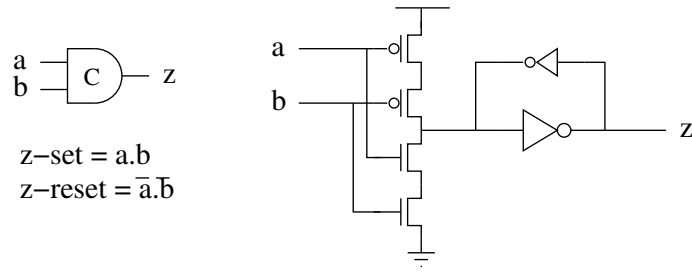 a
b
C
z
z−set = a.b
z−reset = a̅.b̅
a
b
z